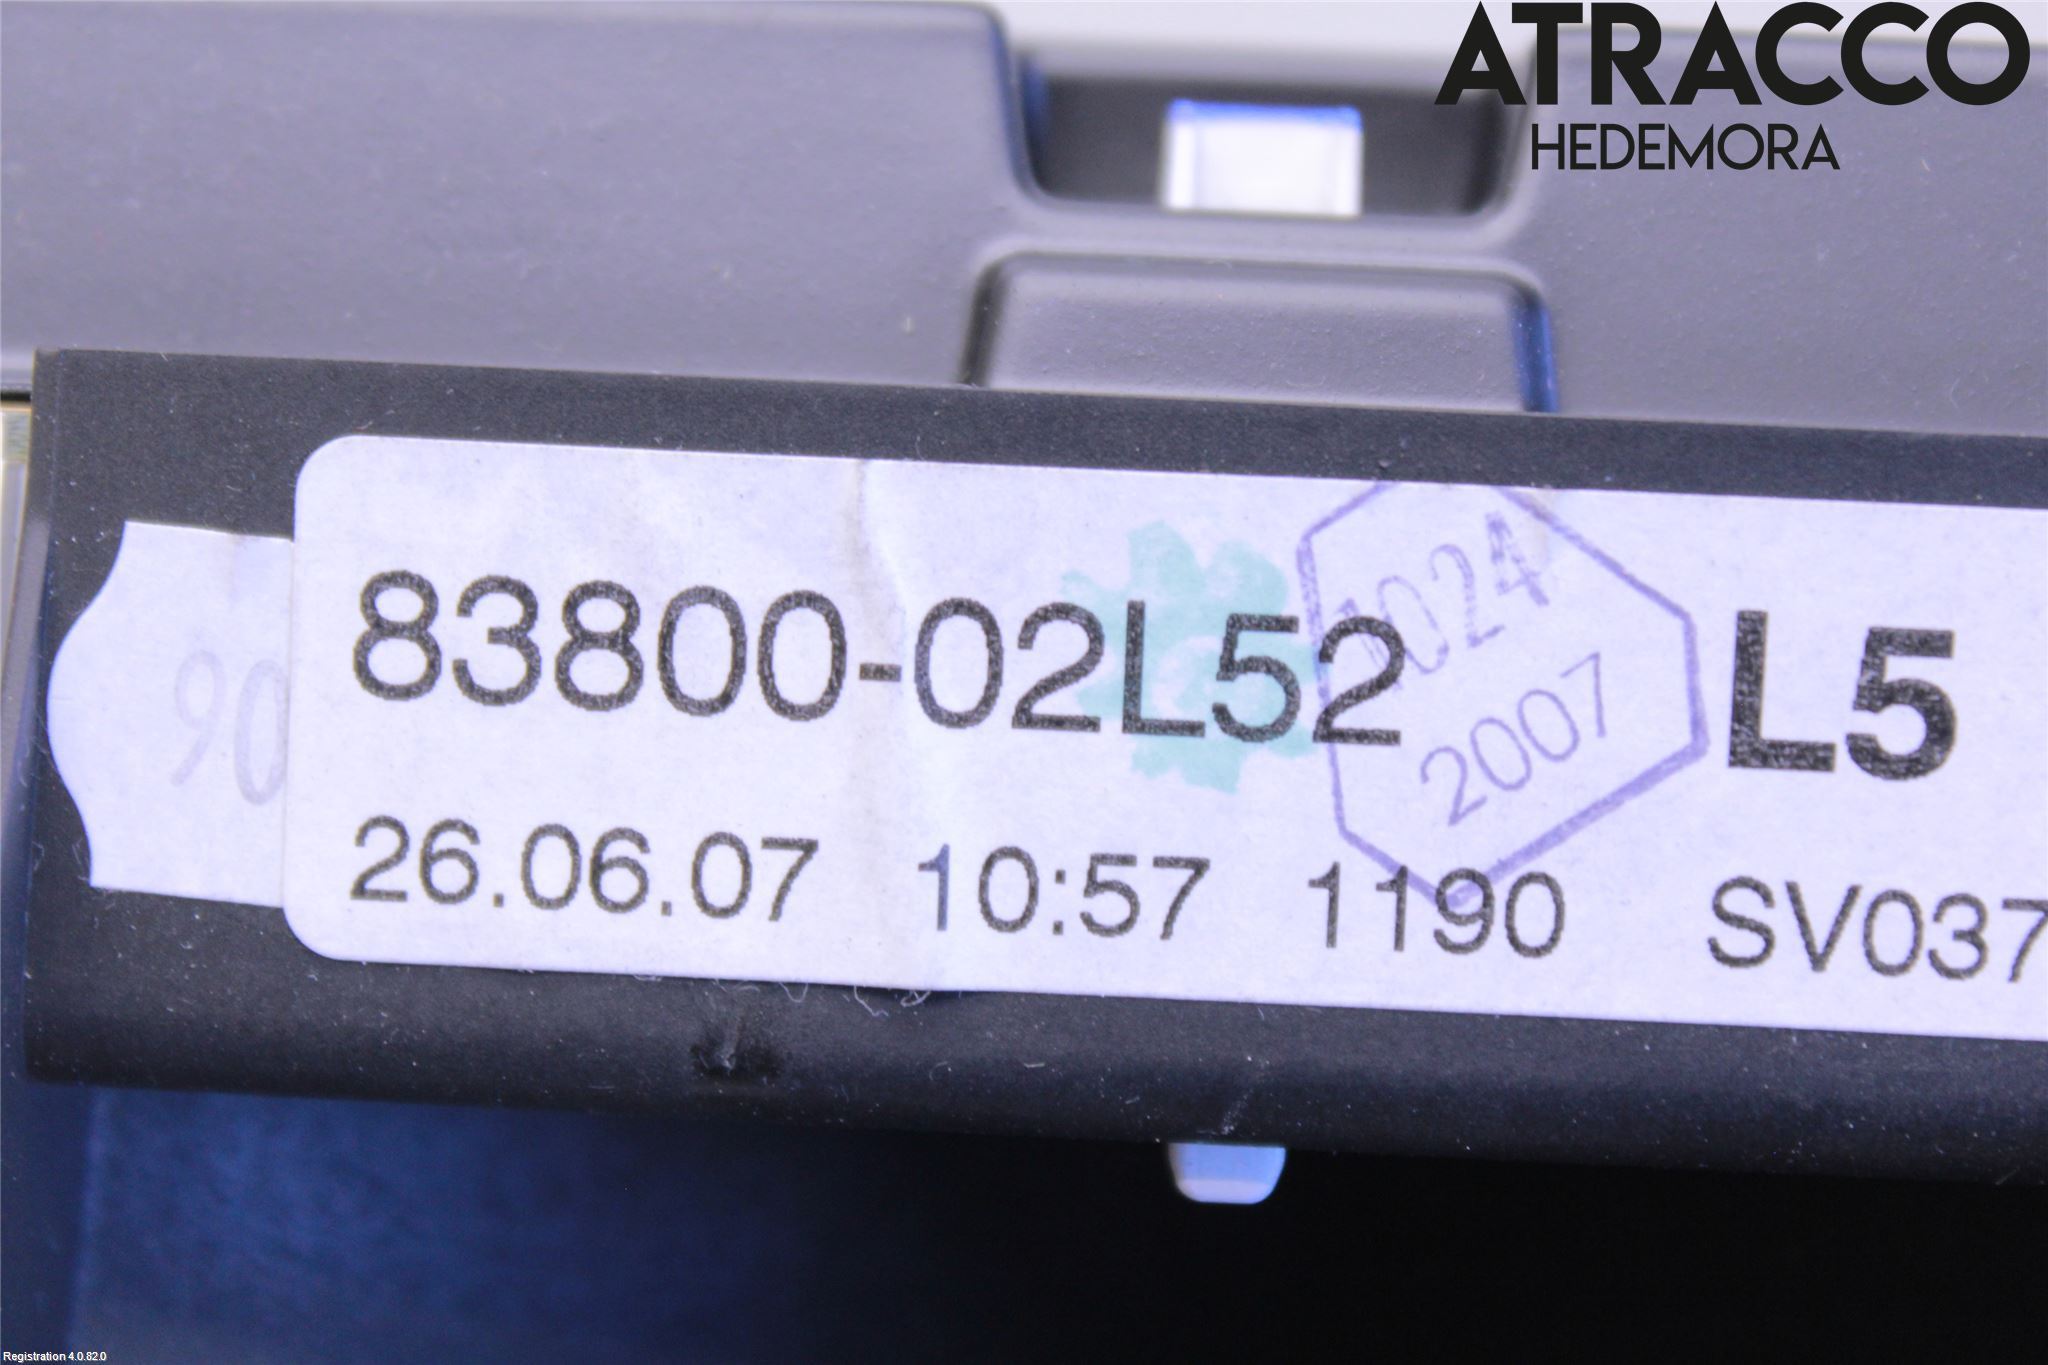 ATRACCO
HEDEMORA
83800-02L52
L5
024
2007
90
26.06.07 10:57 1190 SV037
Registration 4.0.82.0